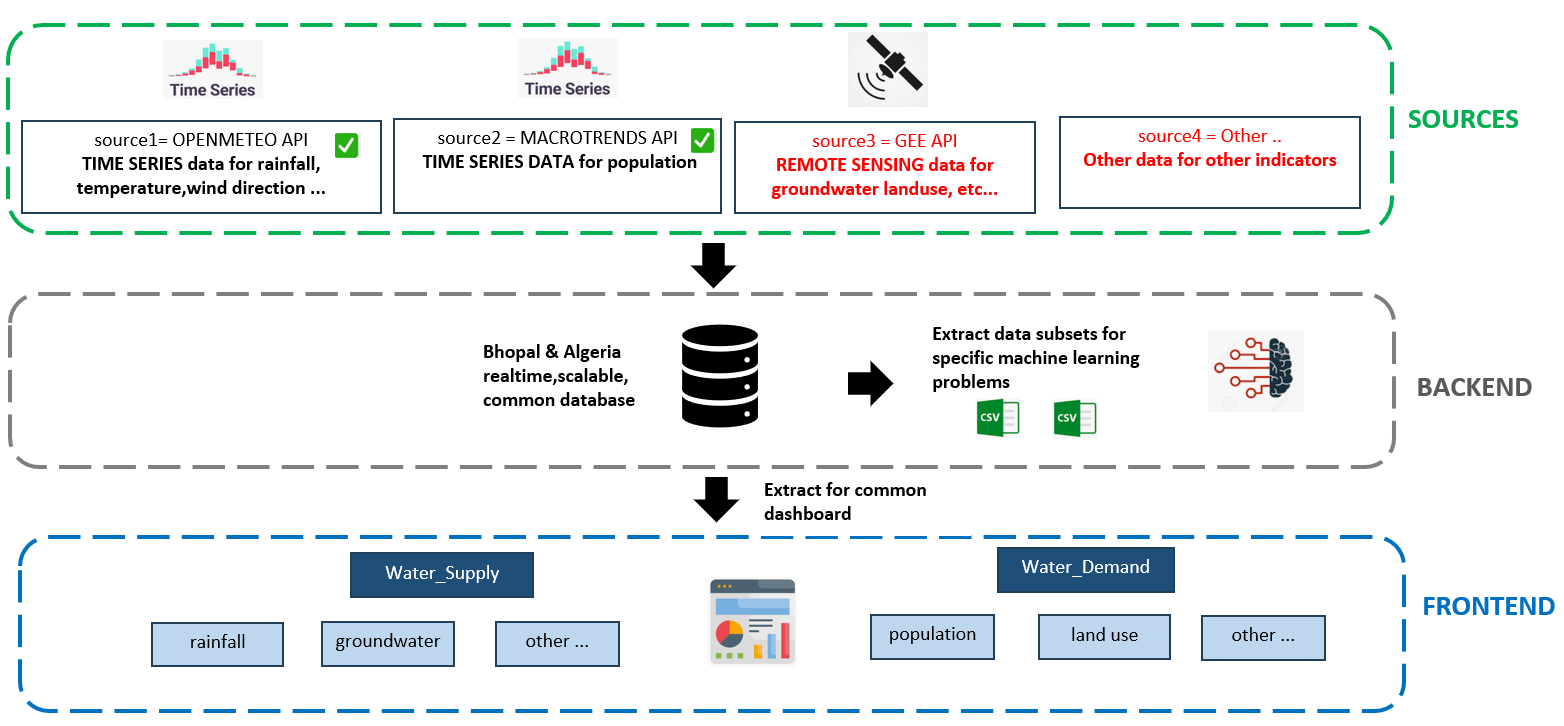 Time Series
Time Series
source1= OPENMETEO API
TIME SERIES data for rainfall,
temperature,wind direction ...
source2 = MACROTRENDS API
TIME SERIES DATA for population
source3 = GEE API
REMOTE SENSING data for
groundwater landuse, etc...
source4 = Other ..
Other data for other indicators
SOURCES
Bhopal & Algeria
realtime,scalable,
common database
Extract data subsets for
specific machine learning
problems
CSV
CSV
BACKEND
Extract for common
dashboard
Water_Supply
rainfall
groundwater
other ...
Water_Demand
population
land use
other ...
FRONTEND